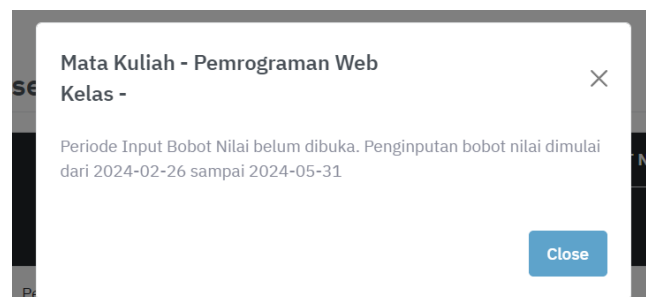 Mata Kuliah - Pemrograman Web
Kelas -
Periode Input Bobot Nilai belum dibuka. Penginputan bobot nilai dimulai
dari 2024-02-26 sampai 2024-05-31
Close